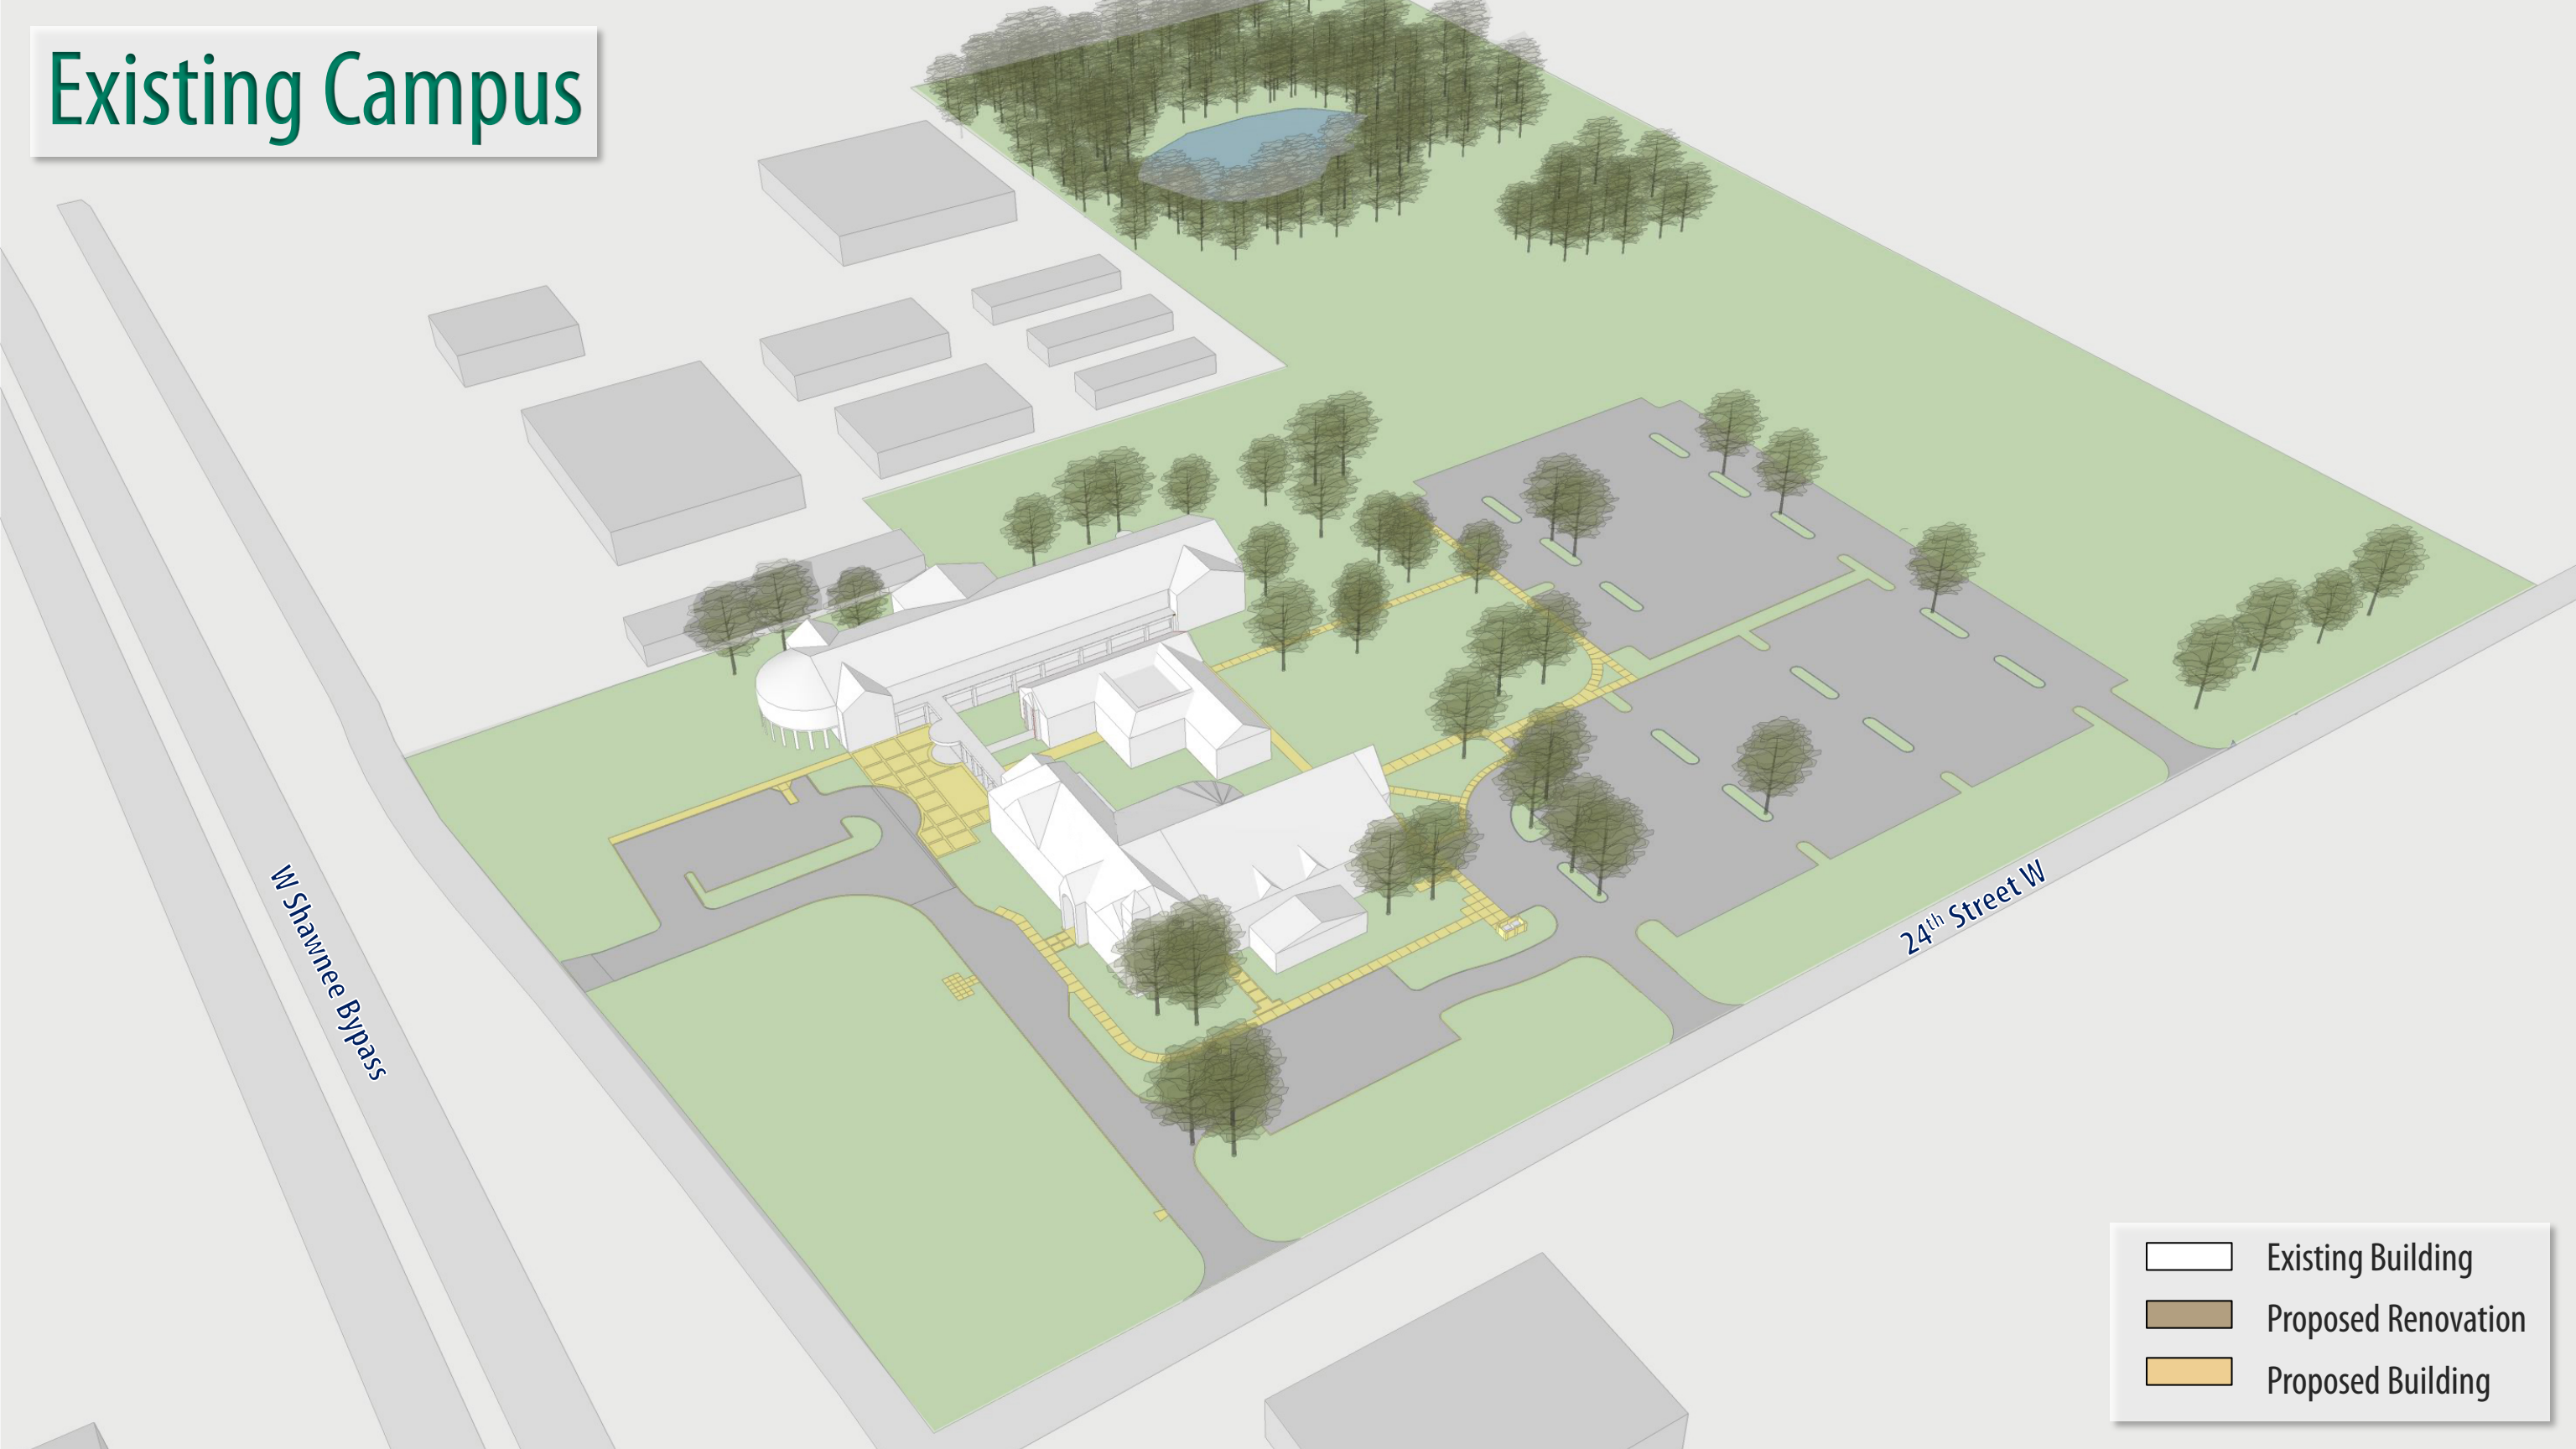 Existing Campus
W Shawnee Bypass
24th Street W
Existing Building
Proposed Renovation
Proposed Building